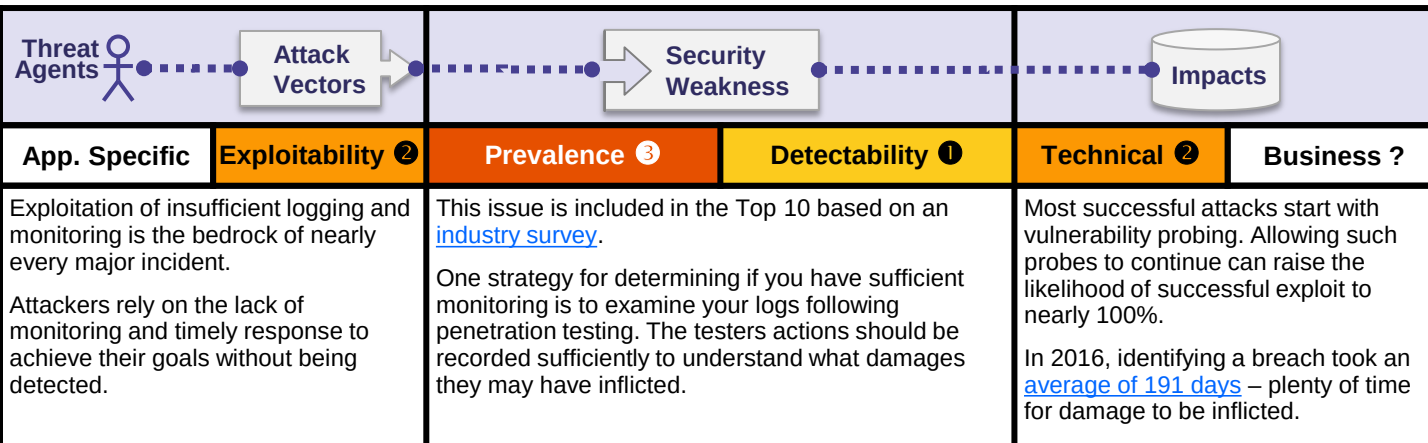 Threat
Agents
Attack
Vectors
Security
Weakness
Impacts
App. Specific
Exploitability ❷
Prevalence ③
Detectability ❶
Technical ❷
Business ?
Exploitation of insufficient logging and
monitoring is the bedrock of nearly
every major incident.
Attackers rely on the lack of
monitoring and timely response to
achieve their goals without being
detected.
This issue is included in the Top 10 based on an
industry survey.
One strategy for determining if you have sufficient
monitoring is to examine your logs following
penetration testing. The testers actions should be
recorded sufficiently to understand what damages
they may have inflicted.
Most successful attacks start with
vulnerability probing. Allowing such
probes to continue can raise the
likelihood of successful exploit to
nearly 100%.
In 2016, identifying a breach took an
average of 191 days – plenty of time
for damage to be inflicted.